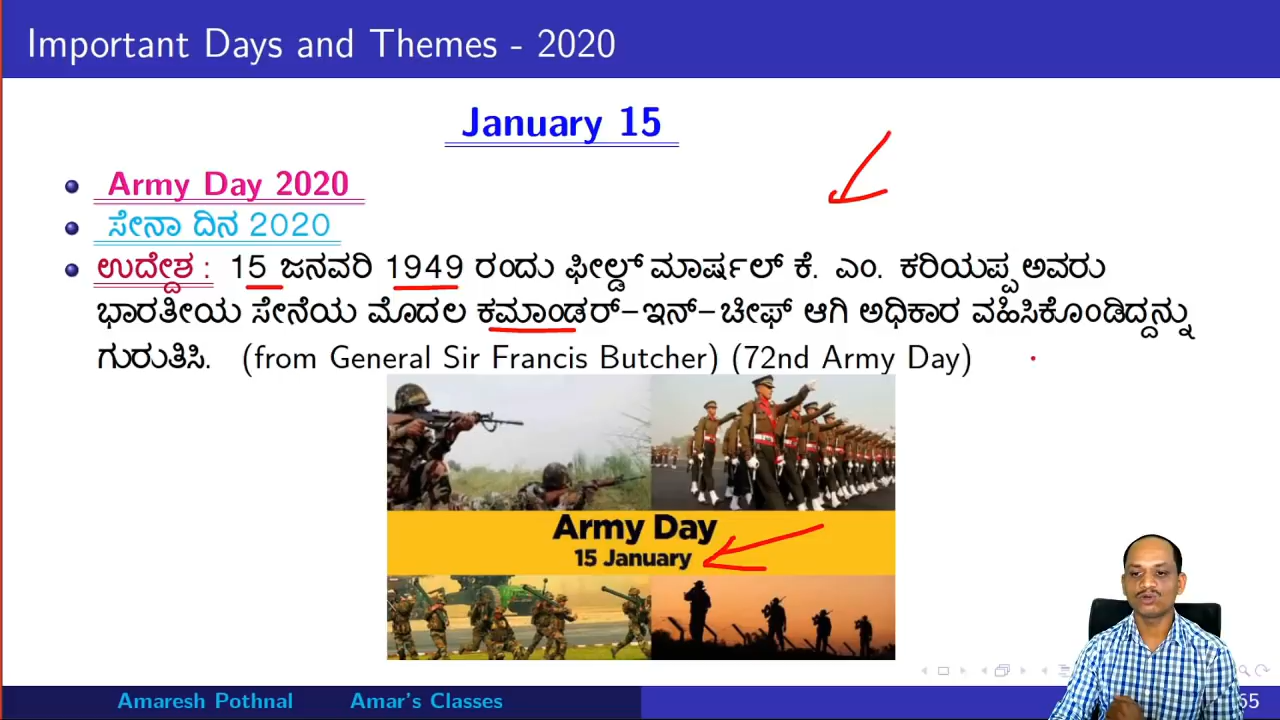 Important Days and Themes - 2020
January 15
Army Day 2020
ಸೇನಾ ದಿನ 2020
ಉದ್ದೇಶ : 15 ಜನವರಿ 1949 ರಂದು ಫೀಲ್ಡ್ ಮಾರ್ಷಲ್ ಕೆ. ಎಂ. ಕರಿಯಪ್ಪ ಅವರು
ಭಾರತೀಯ ಸೇನೆಯ ಮೊದಲ ಕಮಾಂಡರ್-ಇನ್-ಚೀಫ್ ಆಗಿ ಅಧಿಕಾರ ವಹಿಸಿಕೊಂಡಿದ್ದನ್ನು
ಗುರುತಿಸಿ. (from General Sir Francis Butcher) (72nd Army Day)
Army Day
15 January
Amaresh Pothnal Amar's Classes